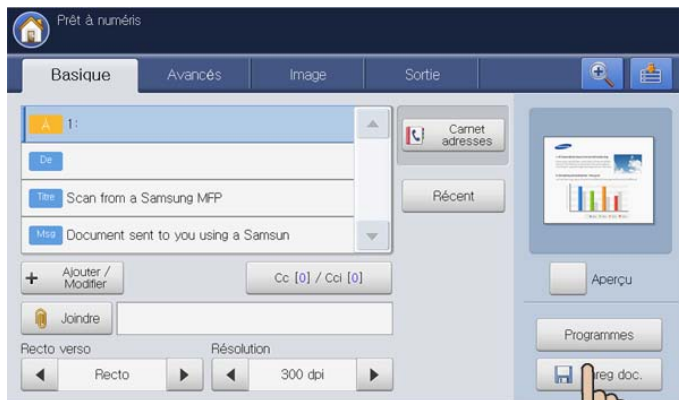 Prêt à numéris
Basique
Avancés
Image
Sortie
À 1:
De
Titre Scan from a Samsung MFP
Msg Document sent to you using a Samsun
Carnet
adresses
Récent
+ Ajouter /
Modifier
Cc [0] / Cci [0]
Joindre
Aperçu
Recto verso
Résolution
Recto
300 dpi
Programmes
reg doc.